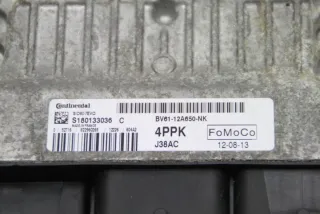 Continental
S180133036 C
BV61-12A650-NK
4PPK
FoMoCo
J38AC
12-08-13